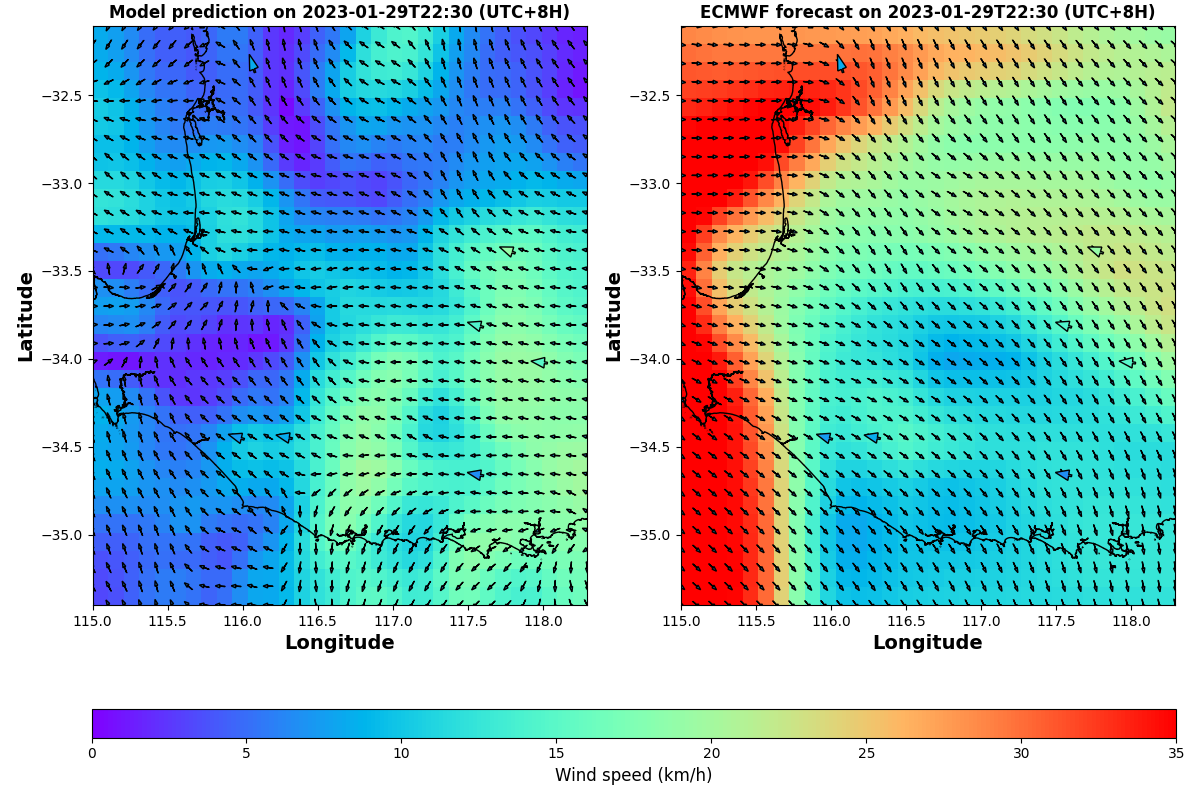 Model prediction on 2023-01-29T22:30 (UTC+8H)
ECMWF forecast on 2023-01-29T22:30 (UTC+8H)
Latitude
−32.5
−33.0
−33.5
−34.0
−34.5
−35.0
115.0 115.5 116.0 116.5 117.0 117.5 118.0
Longitude
Latitude
−32.5
−33.0
−33.5
−34.0
−34.5
−35.0
115.0 115.5 116.0 116.5 117.0 117.5 118.0
Longitude
0 5 10 15 20 25 30 35
Wind speed (km/h)